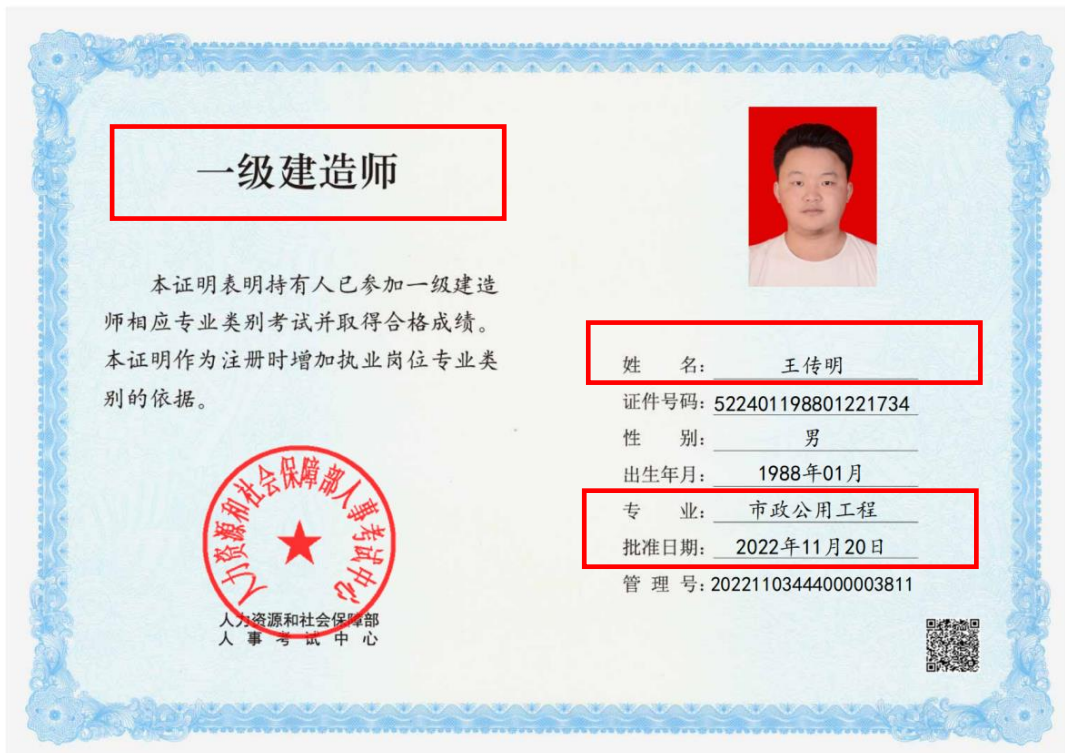 一级建造师
本证明表明持有人已参加一级建造
师相应专业类别考试并取得合格成绩。
本证明作为注册时增加执业岗位专业类
别的依据。
人力资源和社会保障部人事考试中心
人力资源和社会保障部
人事考试中心
姓 名: 王传明
证件号码: 522401198801221734
性 别: 男
出生年月: 1988年01月
专 业: 市政公用工程
批准日期: 2022年11月20日
管 理 号: 20221103444000003811